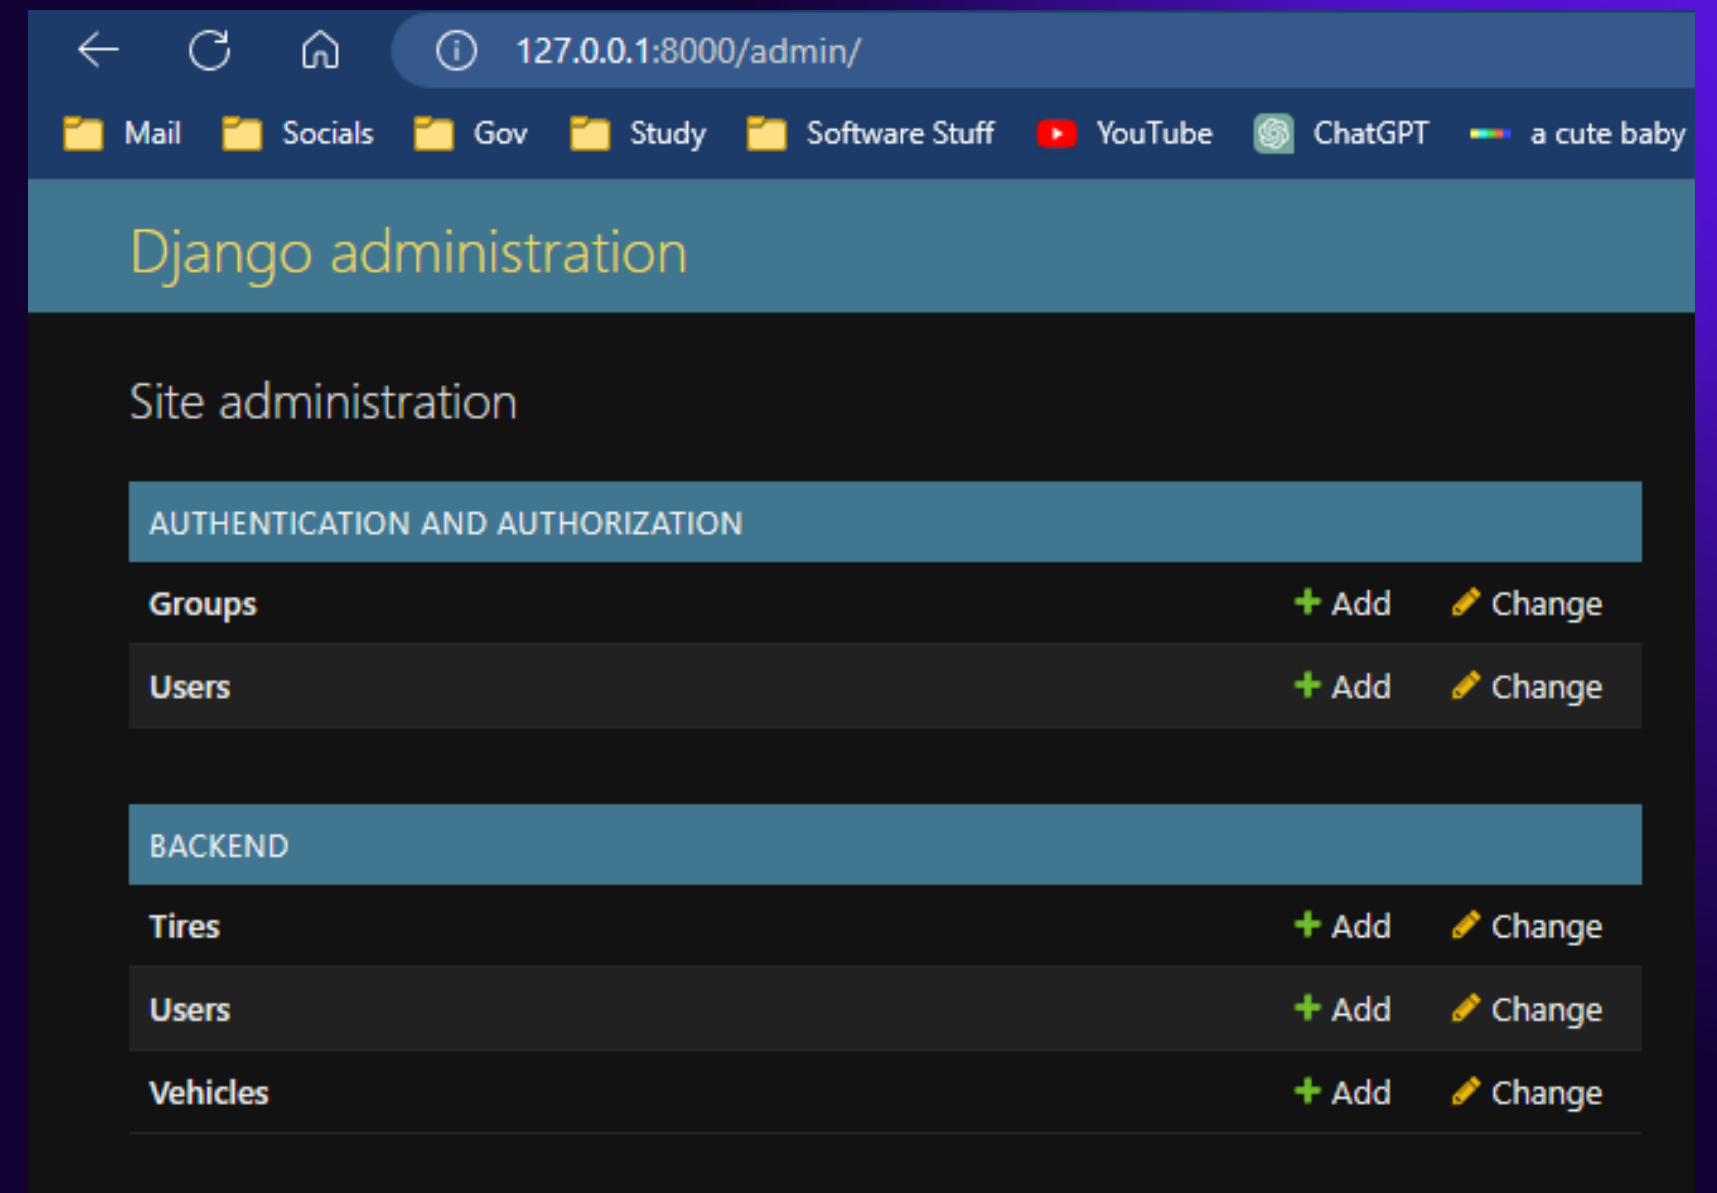 127.0.0.1:8000/admin/
Mail Socials Gov Study Software Stuff YouTube ChatGPT a cute baby
Django administration
Site administration
AUTHENTICATION AND AUTHORIZATION
Groups Add Change
Users Add Change
BACKEND
Tires Add Change
Users Add Change
Vehicles Add Change